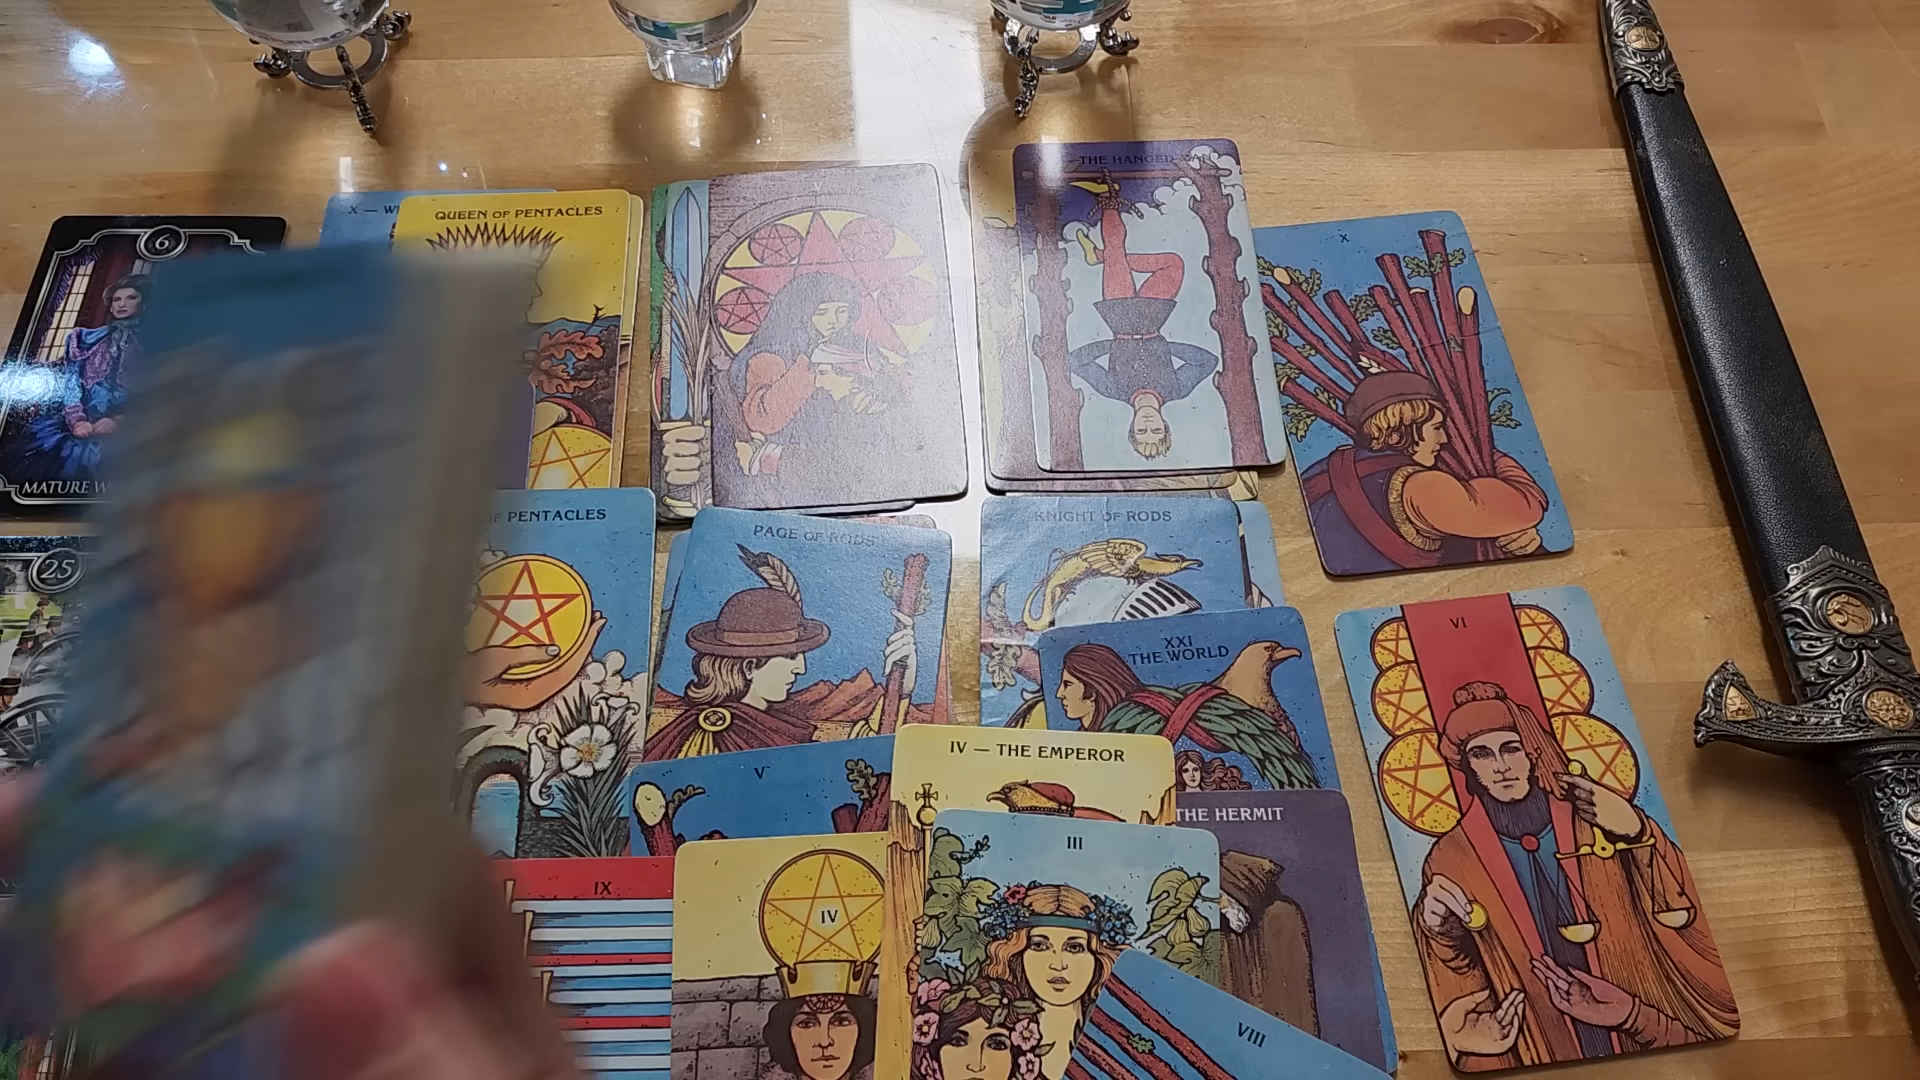 6
X — W
QUEEN OF PENTACLES
V
THE HANGED MAN
X
MATURE W
25
OF PENTACLES
PAGE OF RODS
KNIGHT OF RODS
XXI
THE WORLD
VI
V
IV — THE EMPEROR
THE HERMIT
III
IX
IV
VIII